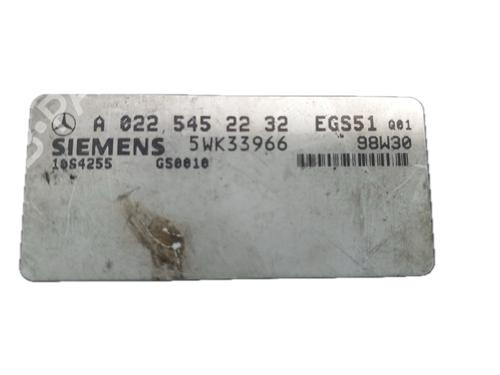 A 022 545 22 32 EGS51 Q01
SIEMENS 5WK33966 98W30
10S4255 GS0010